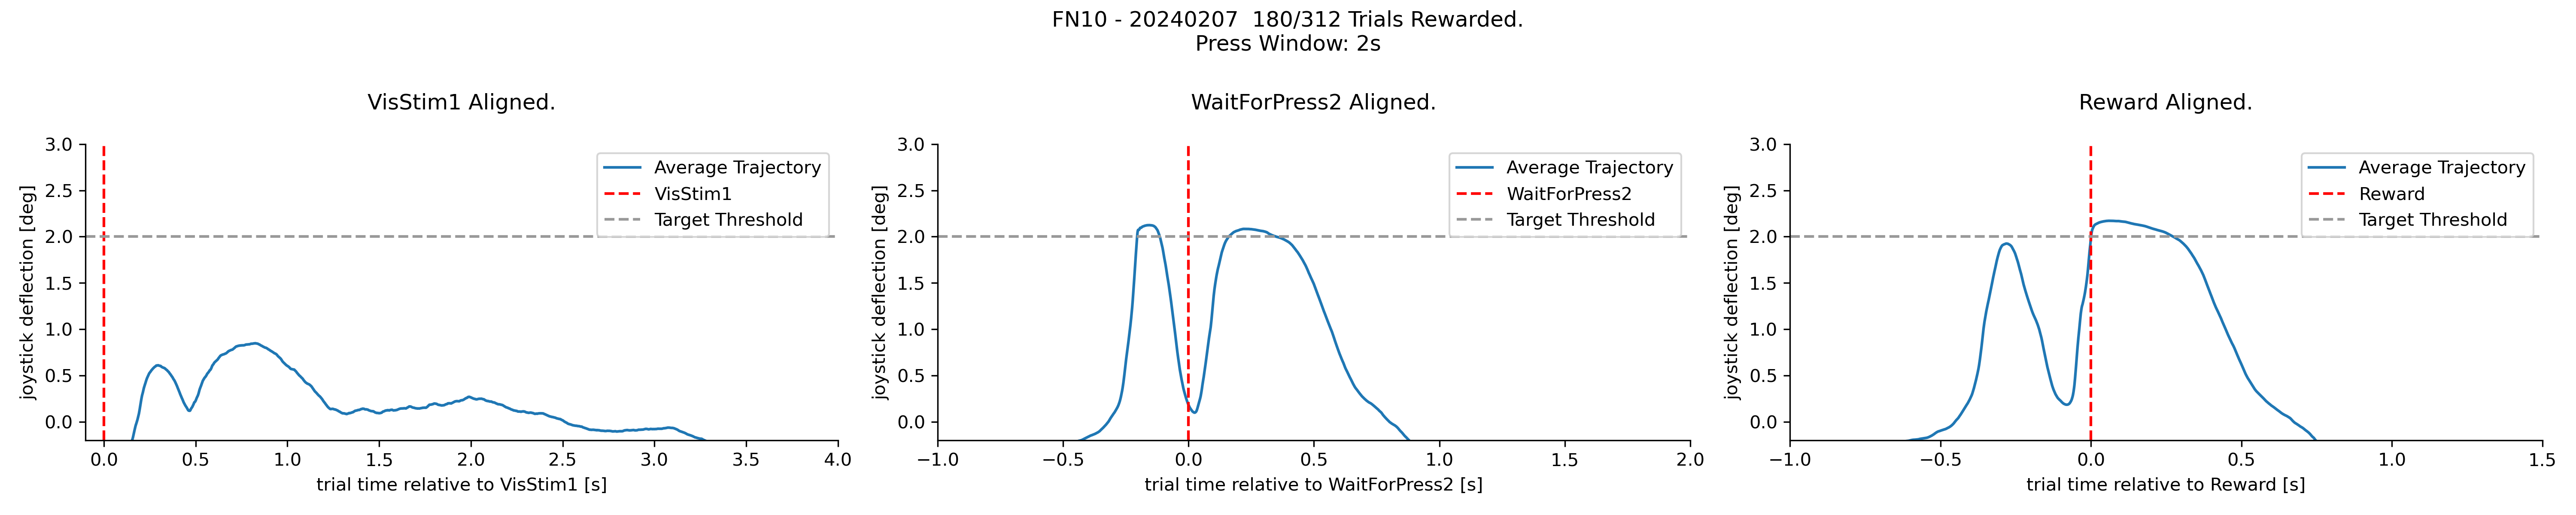 FN10 - 20240207  180/312 Trials Rewarded.
Press Window: 2s
VisStim1 Aligned.
joystick deflection [deg]
3.0
2.5
2.0
1.5
1.0
0.5
0.0
Average Trajectory
VisStim1
Target Threshold
0.0 0.5 1.0 1.5 2.0 2.5 3.0 3.5 4.0
trial time relative to VisStim1 [s]
WaitForPress2 Aligned.
joystick deflection [deg]
3.0
2.5
2.0
1.5
1.0
0.5
0.0
Average Trajectory
WaitForPress2
Target Threshold
−1.0 −0.5 0.0 0.5 1.0 1.5 2.0
trial time relative to WaitForPress2 [s]
Reward Aligned.
joystick deflection [deg]
3.0
2.5
2.0
1.5
1.0
0.5
0.0
Average Trajectory
Reward
Target Threshold
−1.0 −0.5 0.0 0.5 1.0 1.5
trial time relative to Reward [s]